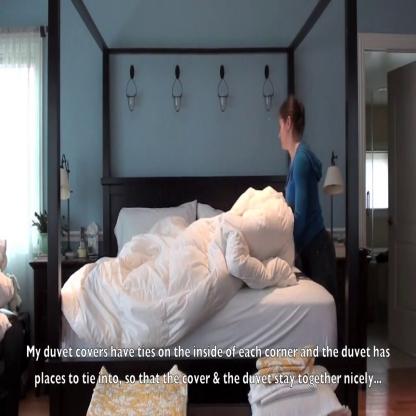 My duvet covers have ties on the inside of each corner and the duvet has
places to tie into, so that the cover & the duvet stay together nicely...